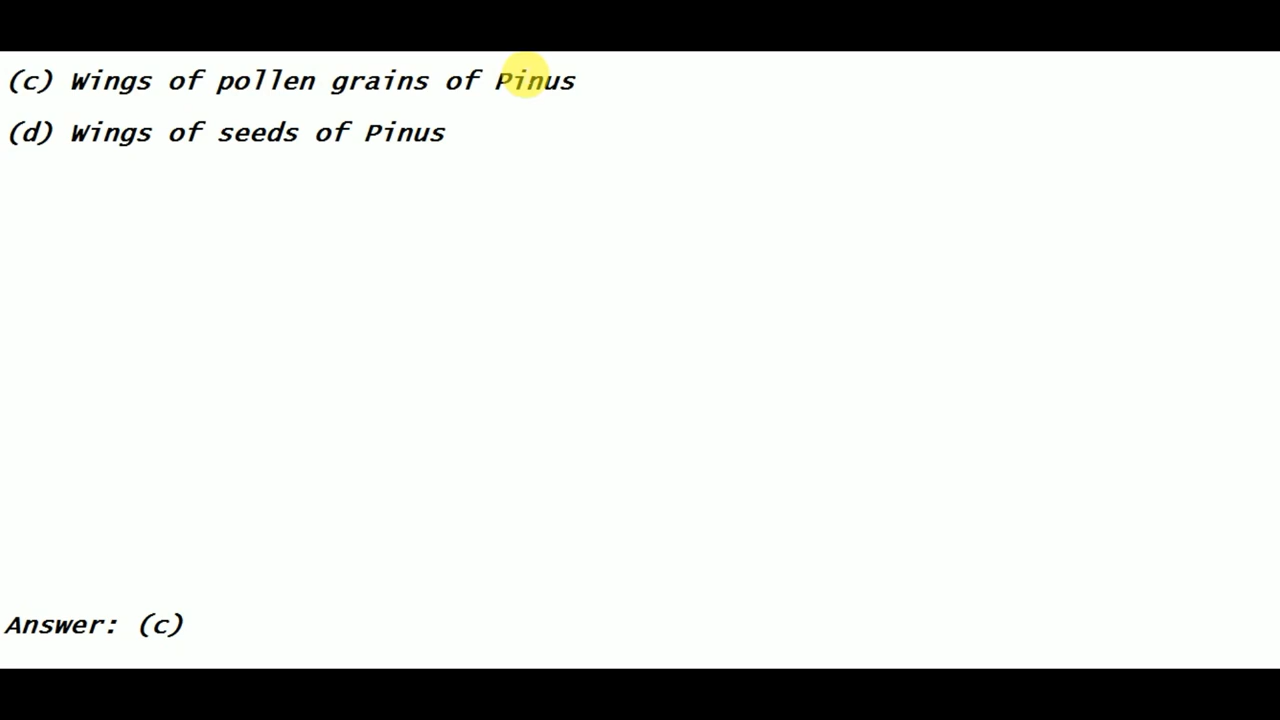 (c) Wings of pollen grains of Pinus
(d) Wings of seeds of Pinus
Answer: (c)